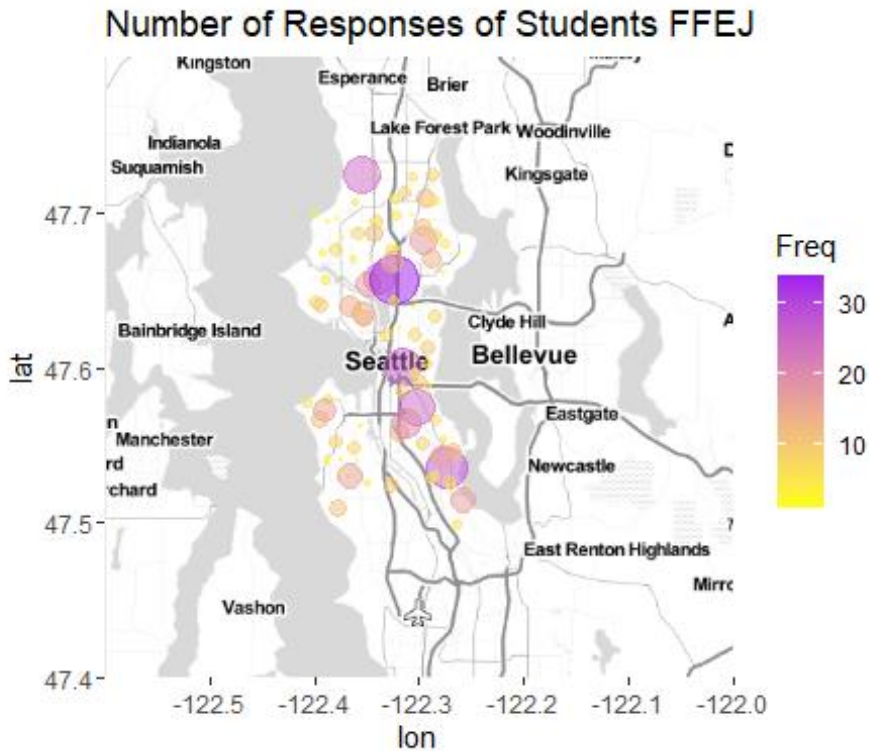 Number of Responses of Students FFEJ
Kingston
Esperance
Brier
Lake Forest Park
Woodinville
Indianola
Suquamish
Kingsgate
47.7
Freq
30
20
10
Bainbridge Island
Clyde Hill
47.6
Seattle
Bellevue
lat
Eastgate
Manchester
Newcastle
47.5
East Renton Highlands
Vashon
47.4
-122.5
-122.4
-122.3
-122.2
-122.1
-122.0
lon